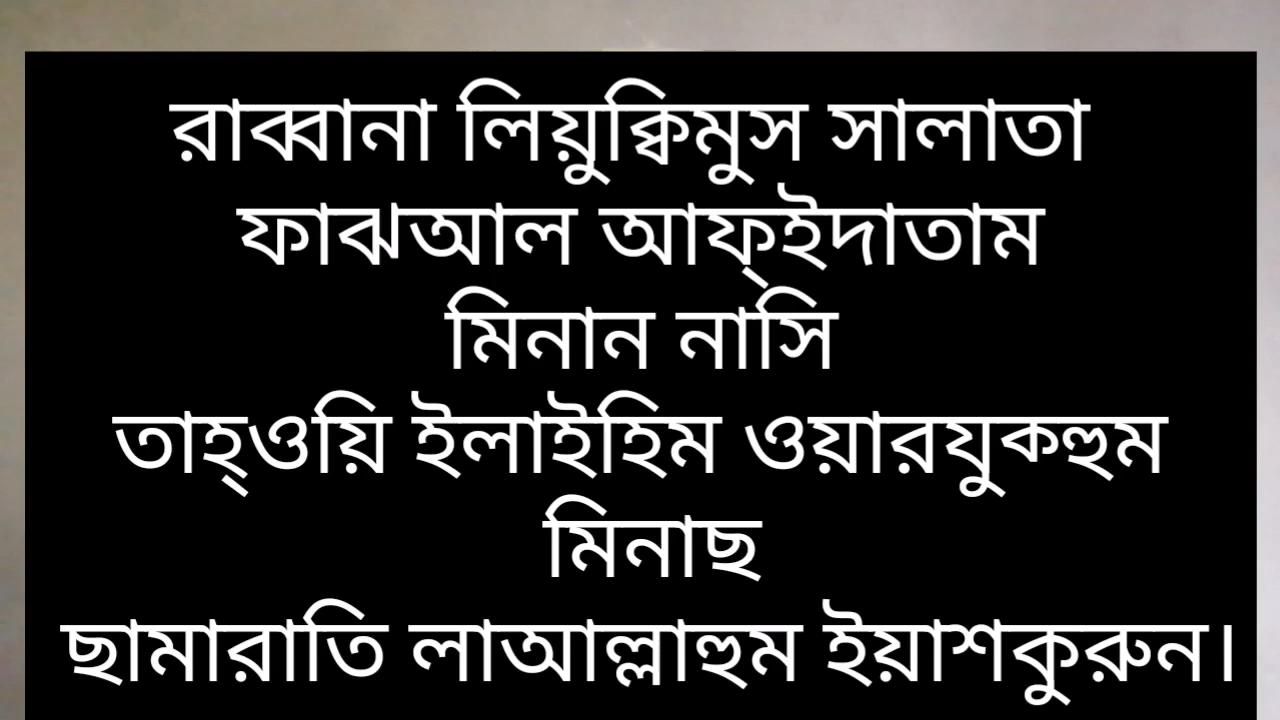 রাব্বানা লিয়ুক্বিমুস সালাতা
ফাঝআল আফ্‌ইদাতাম
মিনান নাসি
তাহ্‌ওয়ি ইলাইহিম ওয়ারযুকহুম
মিনাছ
ছামারাতি লাআল্লাহুম ইয়াশকুরুন।